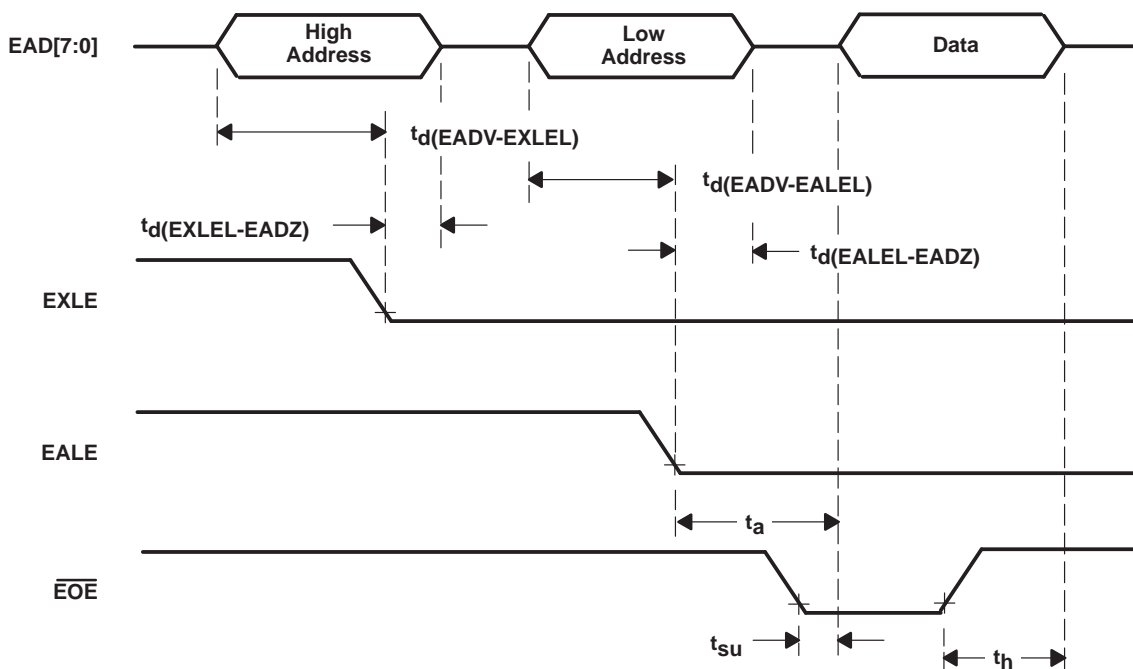 EAD[7:0]
High
Address
Low
Address
Data
td(EADV-EXLEL)
td(EADV-EALEL)
td(EXLEL-EADZ)
td(EALEL-EADZ)
EXLE
EALE
ta
EOE
tsu
th